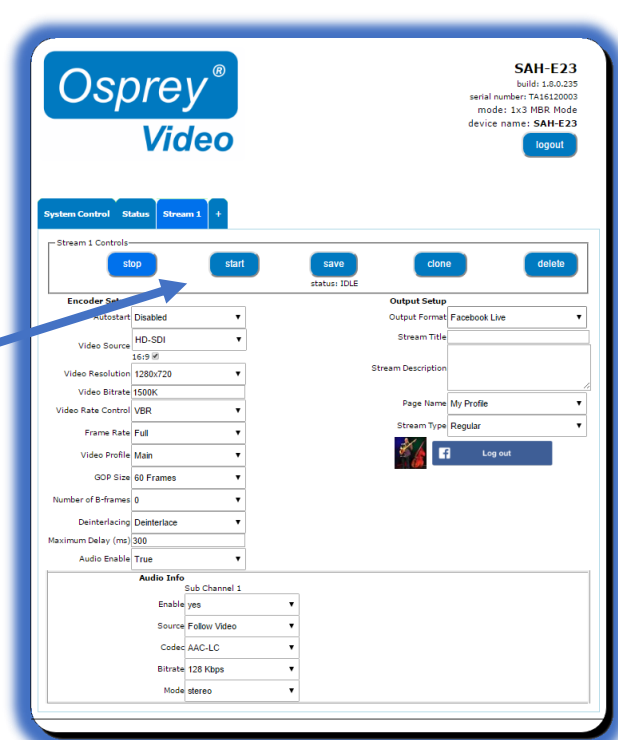 Osprey®
Video
SAH-E23
build: 1.8.0.235
serial number: TA16120003
mode: 1x3 MBR Mode
device name: SAH-E23
logout
System Control Status Stream 1 +
Stream 1 Controls
stop start save clone delete
status: IDLE
Encoder
Autostart Disabled
Video Source HD-SDI
16:9
Video Resolution 1280x720
Video Bitrate 1500K
Video Rate Control VBR
Frame Rate Full
Video Profile Main
GOP Size 60 Frames
Number of B-frames 0
Deinterlacing Deinterlace
Maximum Delay (ms) 300
Audio Enable True
Output Setup
Output Format Facebook Live
Stream Title
Stream Description
Page Name My Profile
Stream Type Regular
f Log out
Audio Info
Sub Channel 1
Enable yes
Source Follow Video
Codec AAC-LC
Bitrate 128 Kbps
Mode stereo